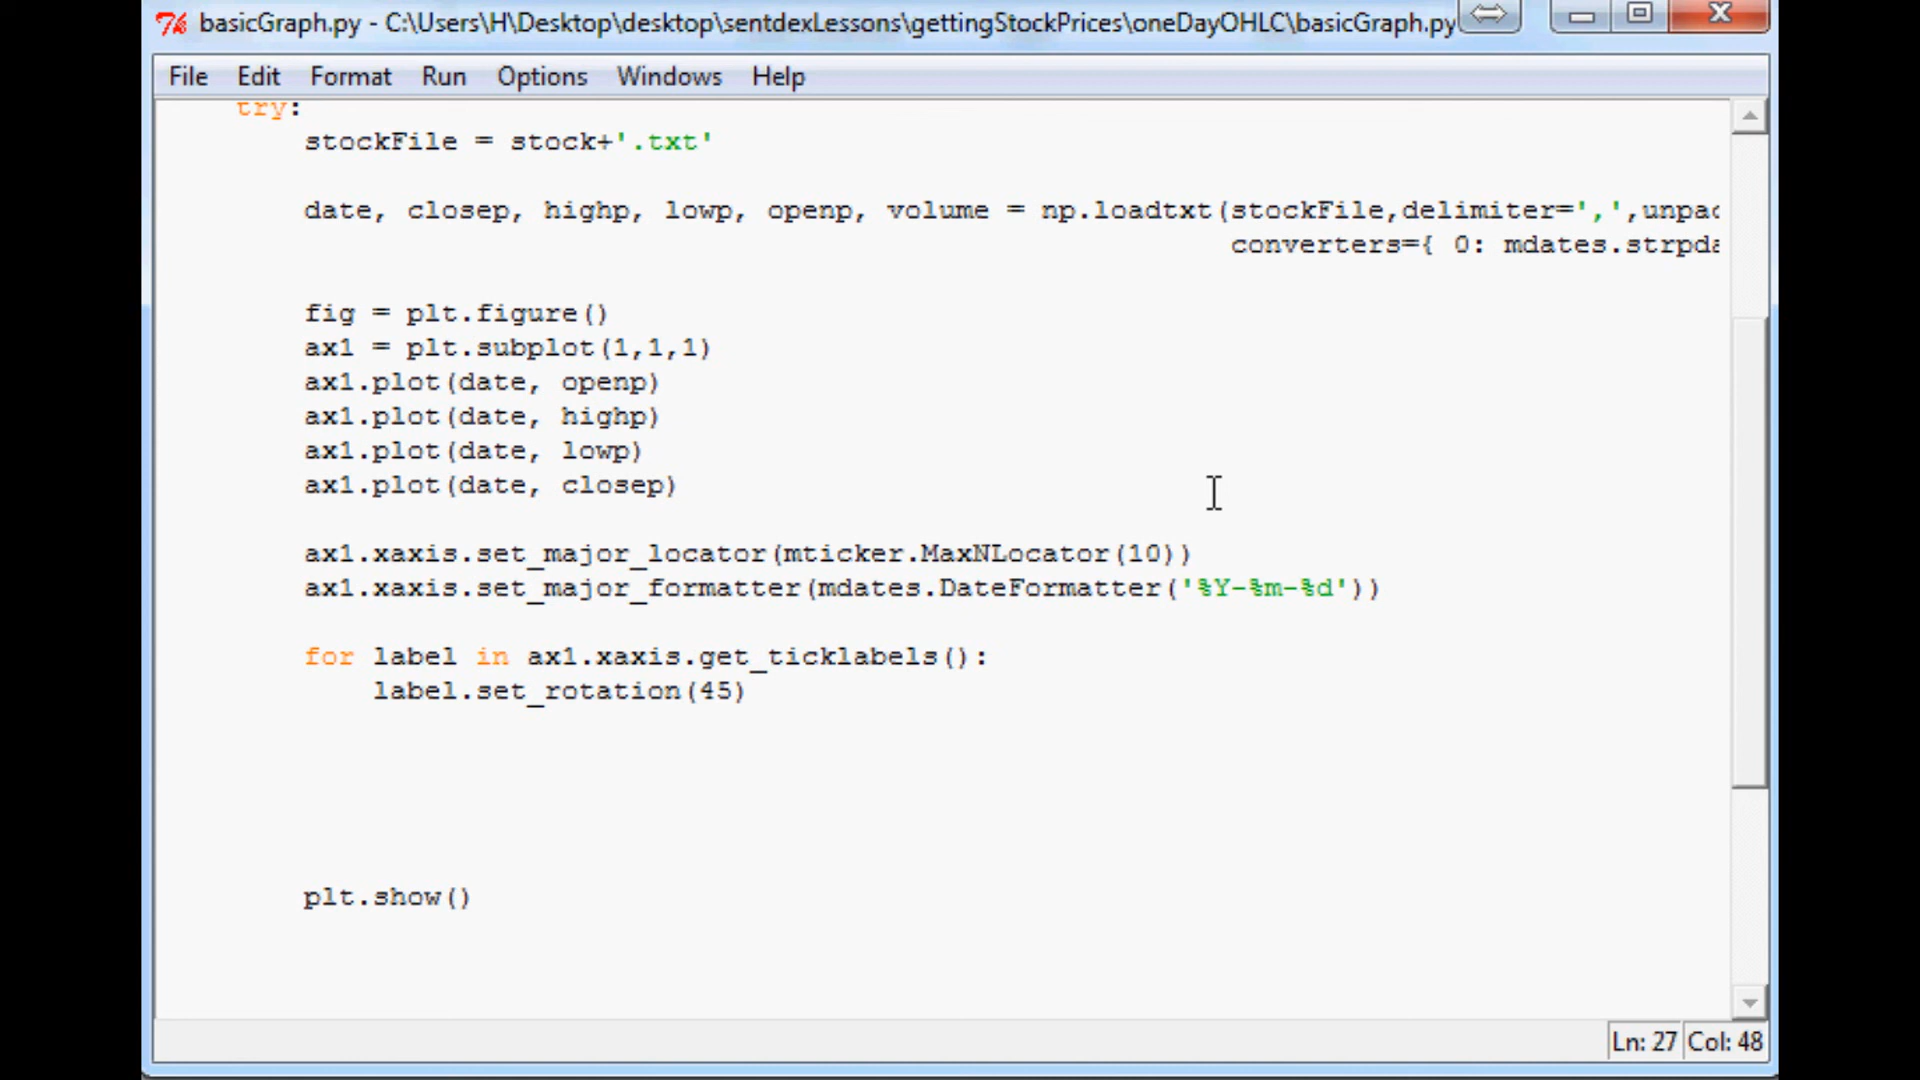 basicGraph.py - C:\Users\H\Desktop\desktop\sentdexLessons\gettingStockPrices\oneDayOHLC\basicGraph.py
File Edit Format Run Options Windows Help
try:
stockFile = stock+'.txt'
date, closep, highp, lowp, openp, volume = np.loadtxt(stockFile,delimiter=',',unpac
converters={ 0: mdates.strpda
fig = plt.figure()
ax1 = plt.subplot(1,1,1)
ax1.plot(date, openp)
ax1.plot(date, highp)
ax1.plot(date, lowp)
ax1.plot(date, closep)
ax1.xaxis.set_major_locator(mticker.MaxNLocator(10))
ax1.xaxis.set_major_formatter(mdates.DateFormatter('%Y-%m-%d'))
for label in ax1.xaxis.get_ticklabels():
label.set_rotation(45)
plt.show()
Ln: 27 Col: 48